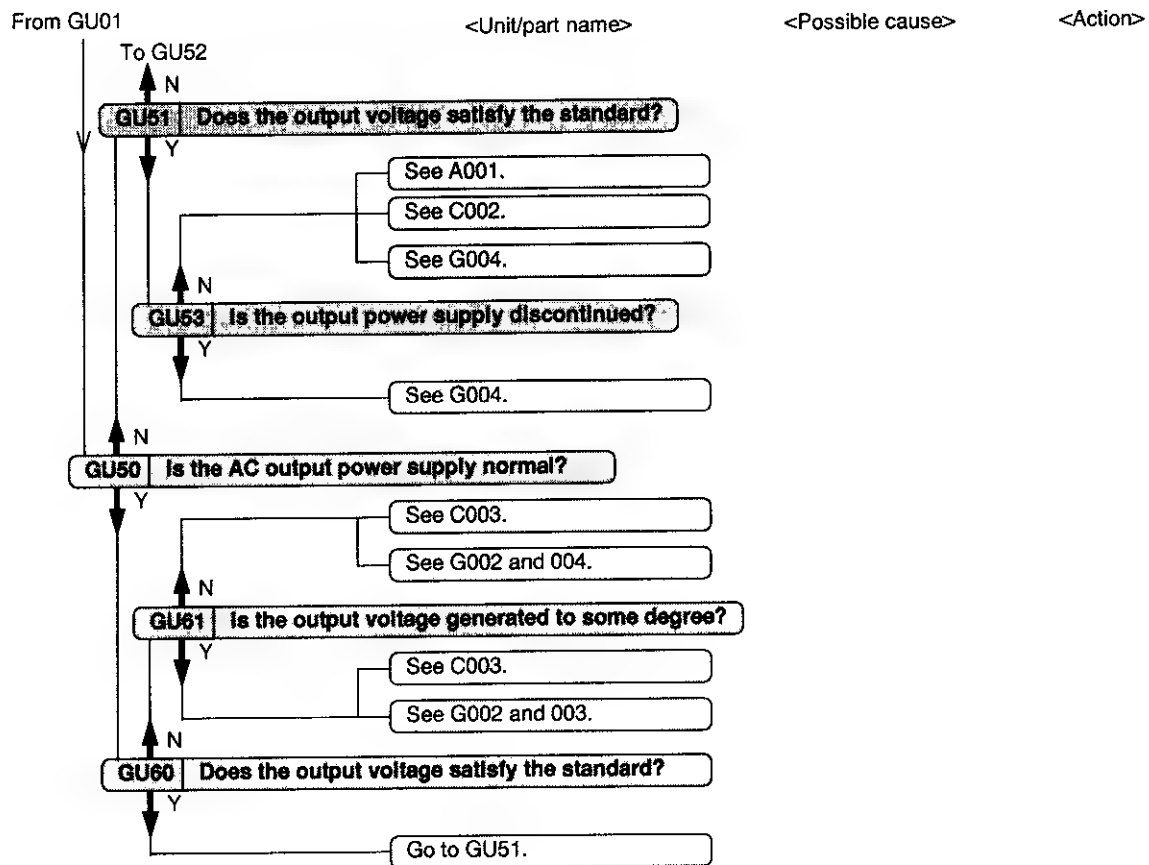 From GU01 <Unit/part name> <Possible cause> <Action>
To GU52
N
GU51 Does the output voltage satisfy the standard?
Y
See A001.
See C002.
See G004.
N
GU53 Is the output power supply discontinued?
Y
See G004.
N
GU50 Is the AC output power supply normal?
Y
See C003.
See G002 and 004.
N
GU61 Is the output voltage generated to some degree?
Y
See C003.
See G002 and 003.
N
GU60 Does the output voltage satisfy the standard?
Y
Go to GU51.